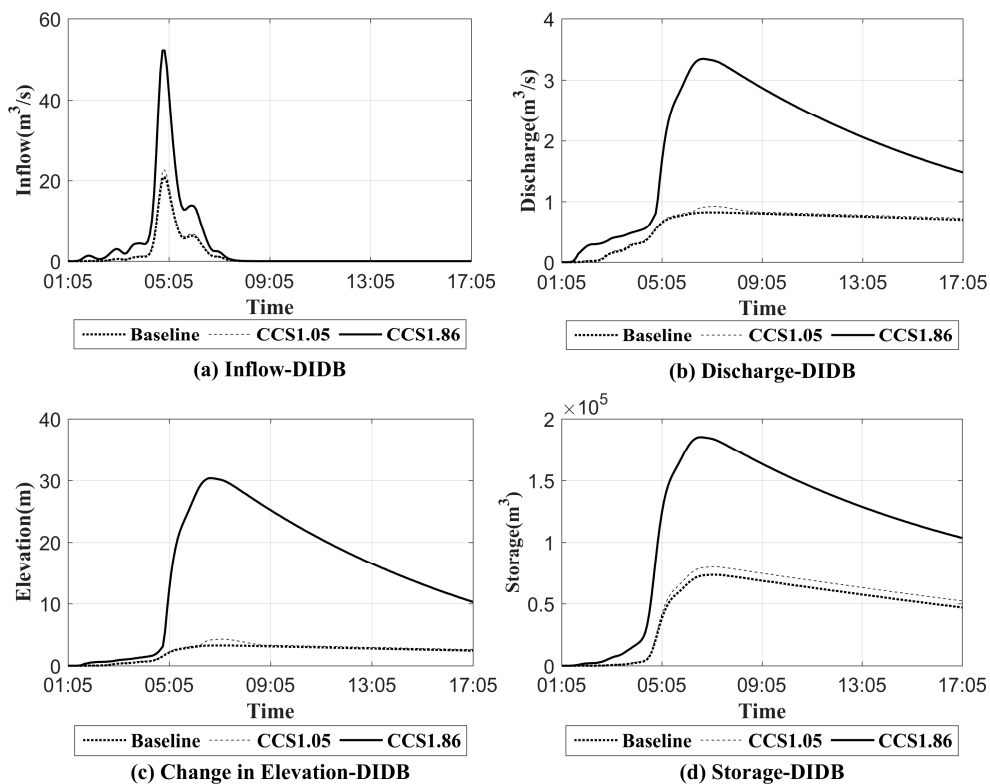 60
40
20
0
Inflow(m³/s)
01:05 05:05 09:05 13:05 17:05
Time
Baseline CCS1.05 CCS1.86
(a) Inflow-DIDB
4
3
2
1
0
Discharge(m³/s)
01:05 05:05 09:05 13:05 17:05
Time
Baseline CCS1.05 CCS1.86
(b) Discharge-DIDB
40
30
20
10
0
Elevation(m)
01:05 05:05 09:05 13:05 17:05
Time
Baseline CCS1.05 CCS1.86
(c) Change in Elevation-DIDB
×10⁵
2
1.5
1
0.5
0
Storage(m³)
01:05 05:05 09:05 13:05 17:05
Time
Baseline CCS1.05 CCS1.86
(d) Storage-DIDB